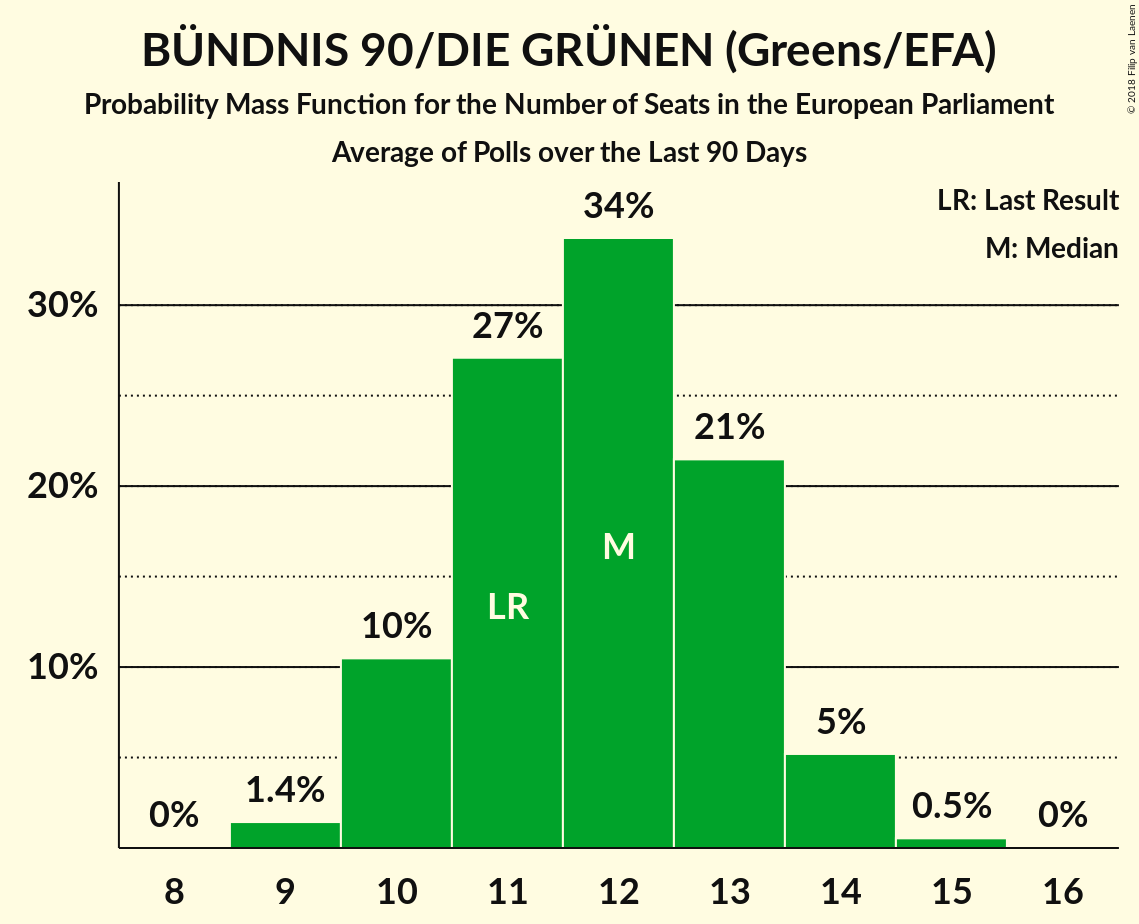 BÜNDNIS 90/DIE GRÜNEN (Greens/EFA)
Probability Mass Function for the Number of Seats in the European Parliament
Average of Polls over the Last 90 Days
© 2018 Filip van Laenen
LR: Last Result
M: Median
34%
30%
27%
21%
20%
M
LR
10%
10%
5%
1.4%
0.5%
0%
0%
8 9 10 11 12 13 14 15 16